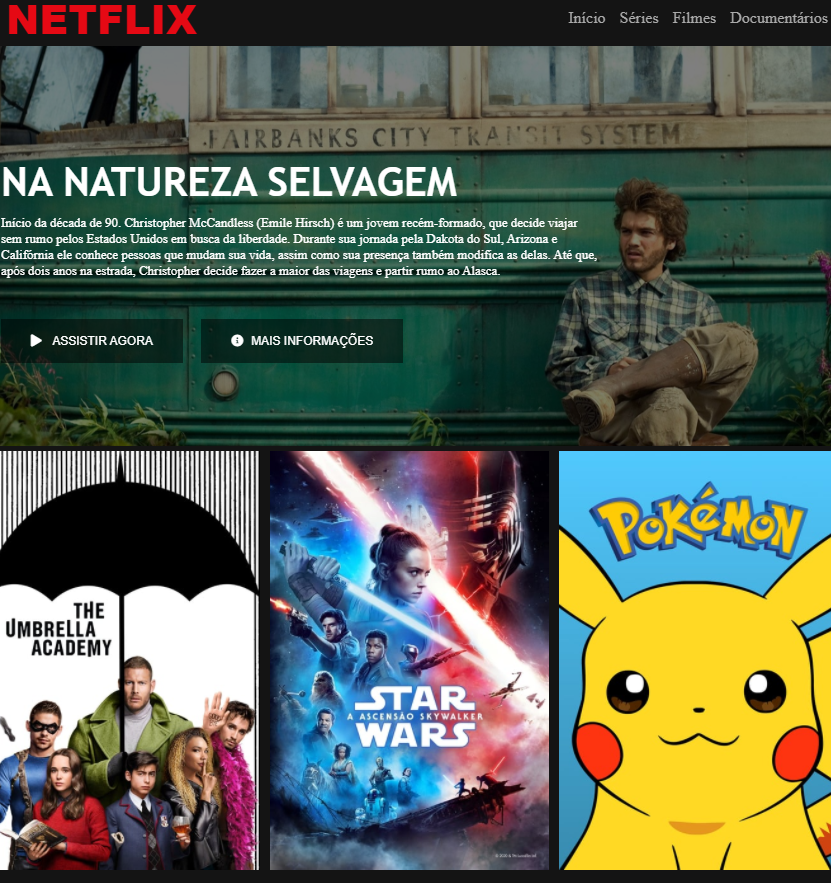 NETFLIX
Início Séries Filmes Documentários
FAIRBANKS CITY TRANSIT SYSTEM
NA NATUREZA SELVAGEM
Início da década de 90. Christopher McCandless (Emile Hirsch) é um jovem recém-formado, que decide viajar
sem rumo pelos Estados Unidos em busca da liberdade. Durante sua jornada pela Dakota do Sul, Arizona e
Califórnia ele conhece pessoas que mudam sua vida, assim como sua presença também modifica as delas. Até que,
após dois anos na estrada, Christopher decide fazer a maior das viagens e partir rumo ao Alasca.
ASSISTIR AGORA
MAIS INFORMAÇÕES
THE
UMBRELLA
ACADEMY
STAR
A ASCENSÃO SKYWALKER
WARS
POKéMON